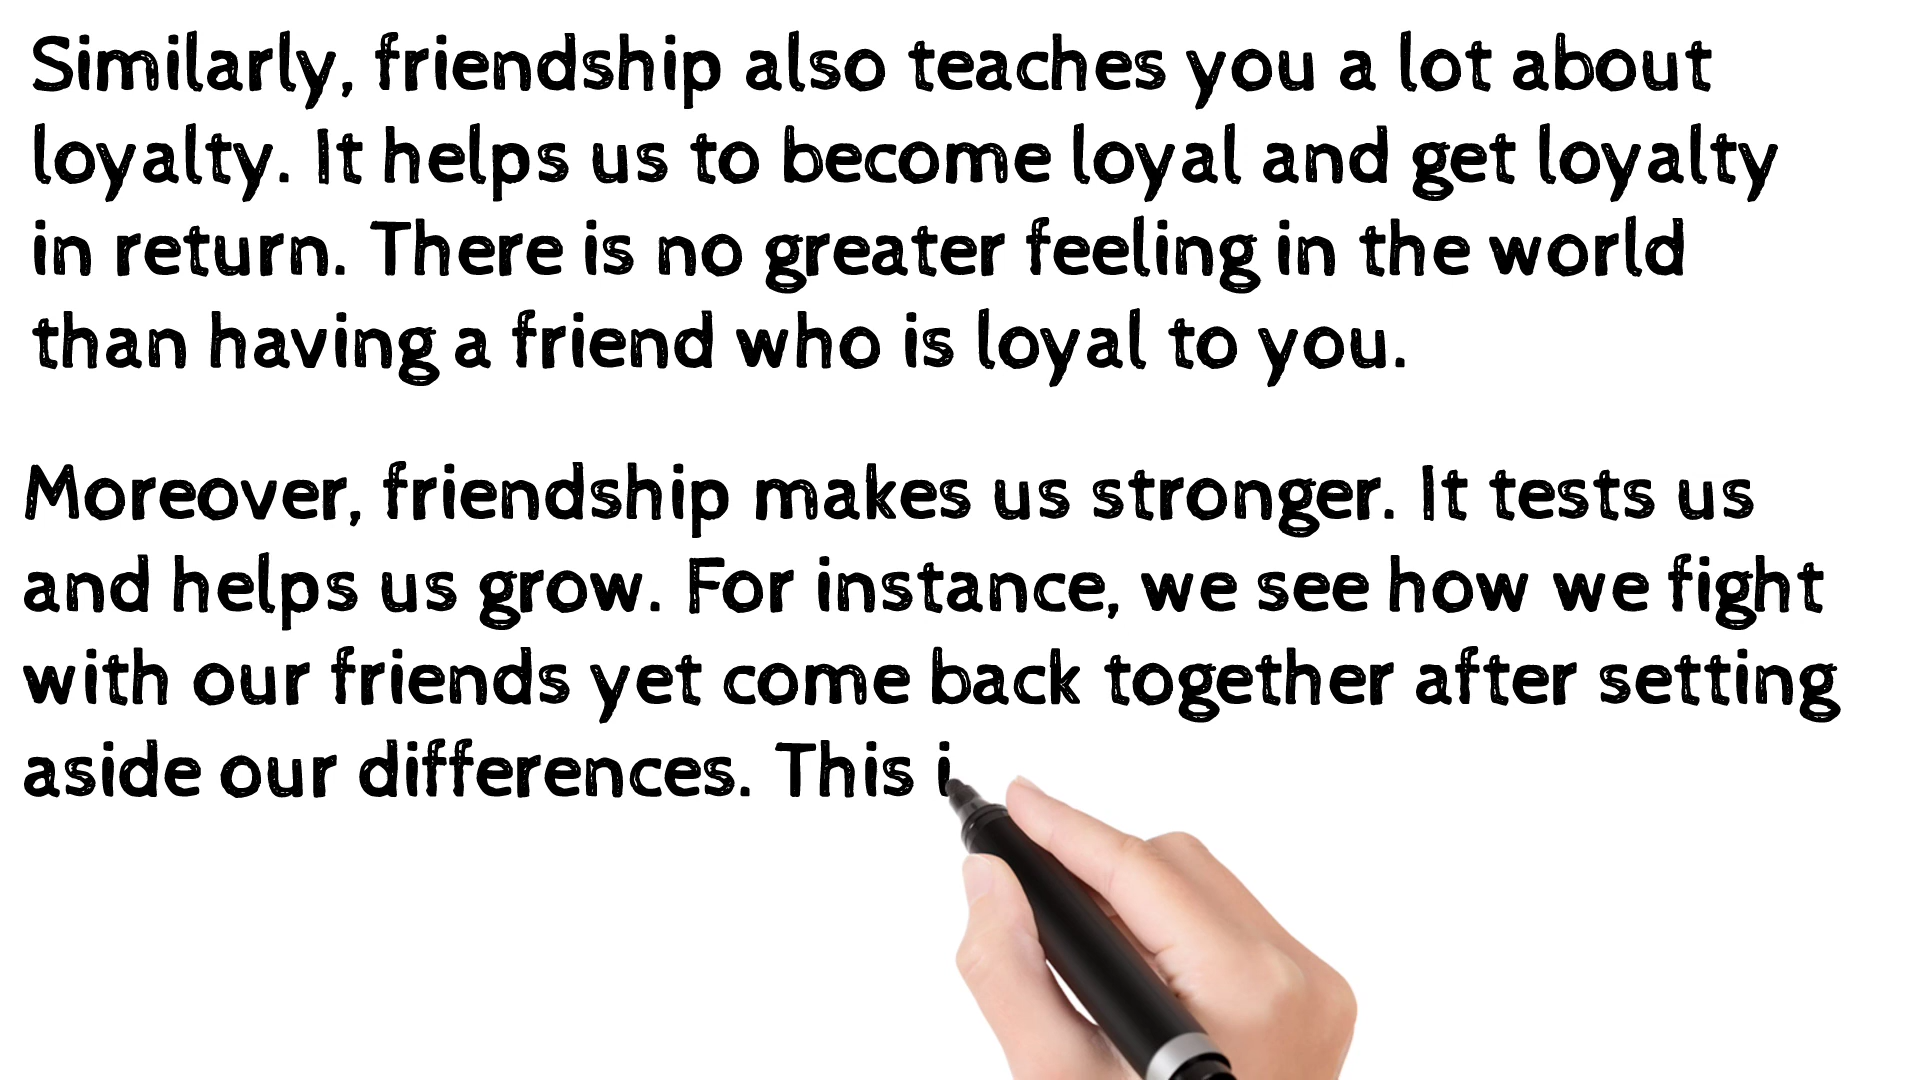 Similarly, friendship also teaches you a lot about
loyalty. It helps us to become loyal and get loyalty
in return. There is no greater feeling in the world
than having a friend who is loyal to you.
Moreover, friendship makes us stronger. It tests us
and helps us grow. For instance, we see how we fight
with our friends yet come back together after setting
aside our differences. This i